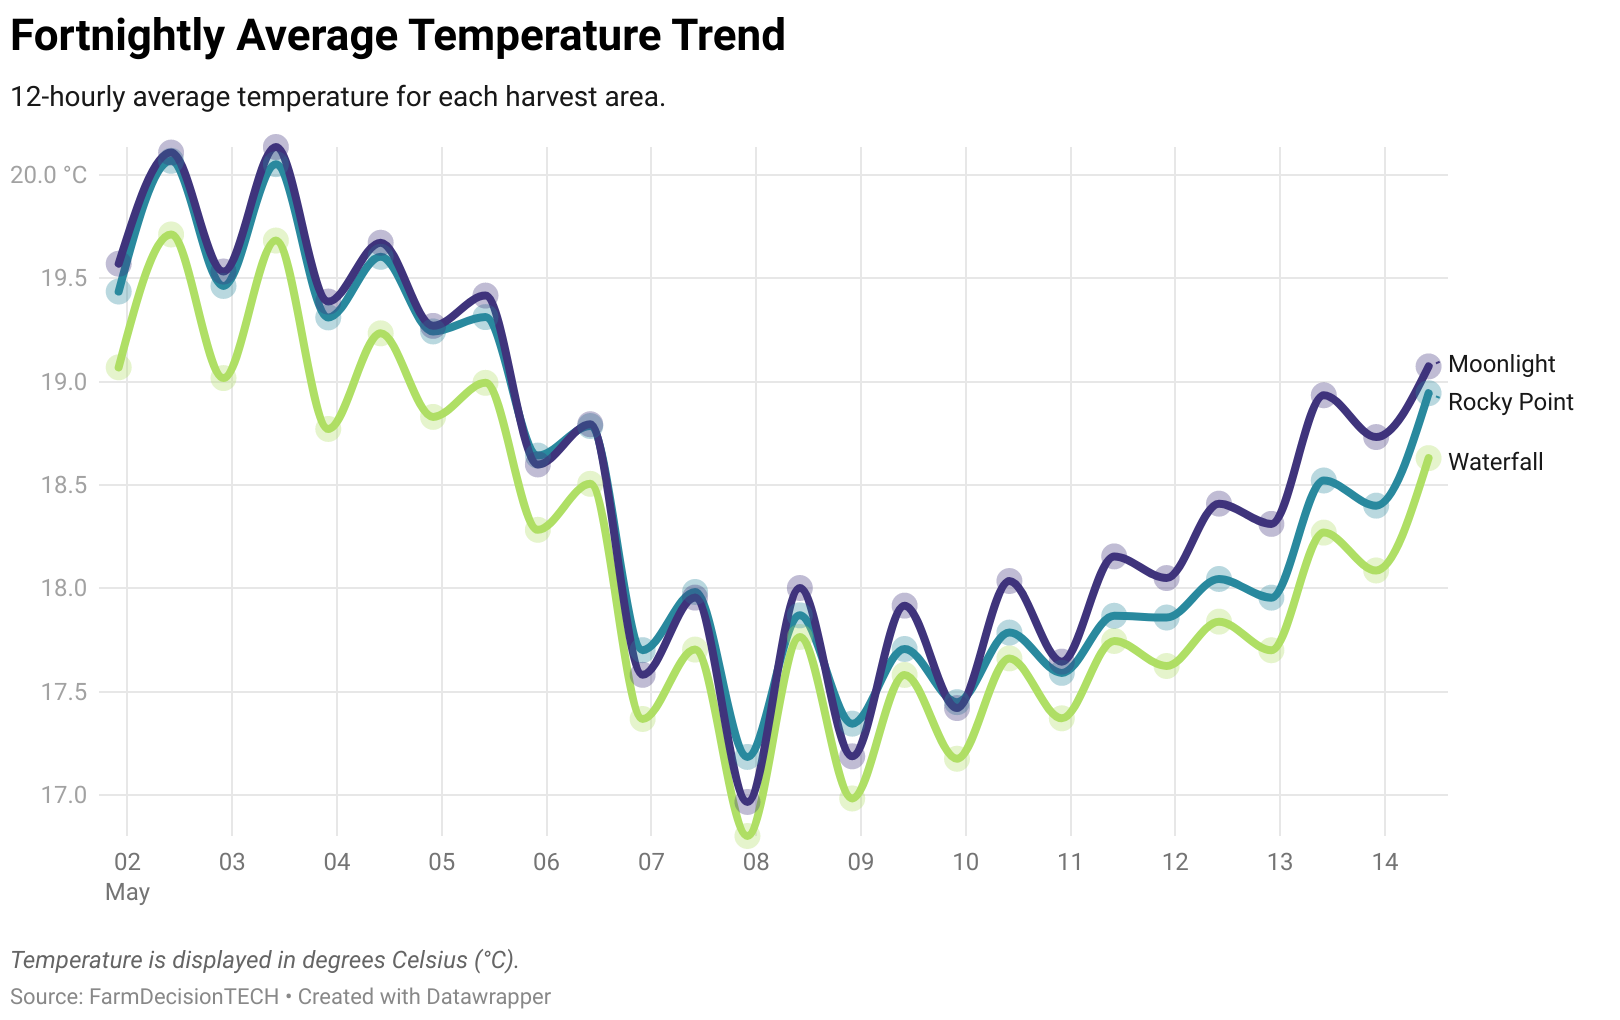 Fortnightly Average Temperature Trend
12-hourly average temperature for each harvest area.
20.0 °C
19.5
19.0
18.5
18.0
17.5
17.0
Moonlight
Rocky Point
Waterfall
02 03 04 05 06 07 08 09 10 11 12 13 14
May
Temperature is displayed in degrees Celsius (°C).
Source: FarmDecisionTECH • Created with Datawrapper